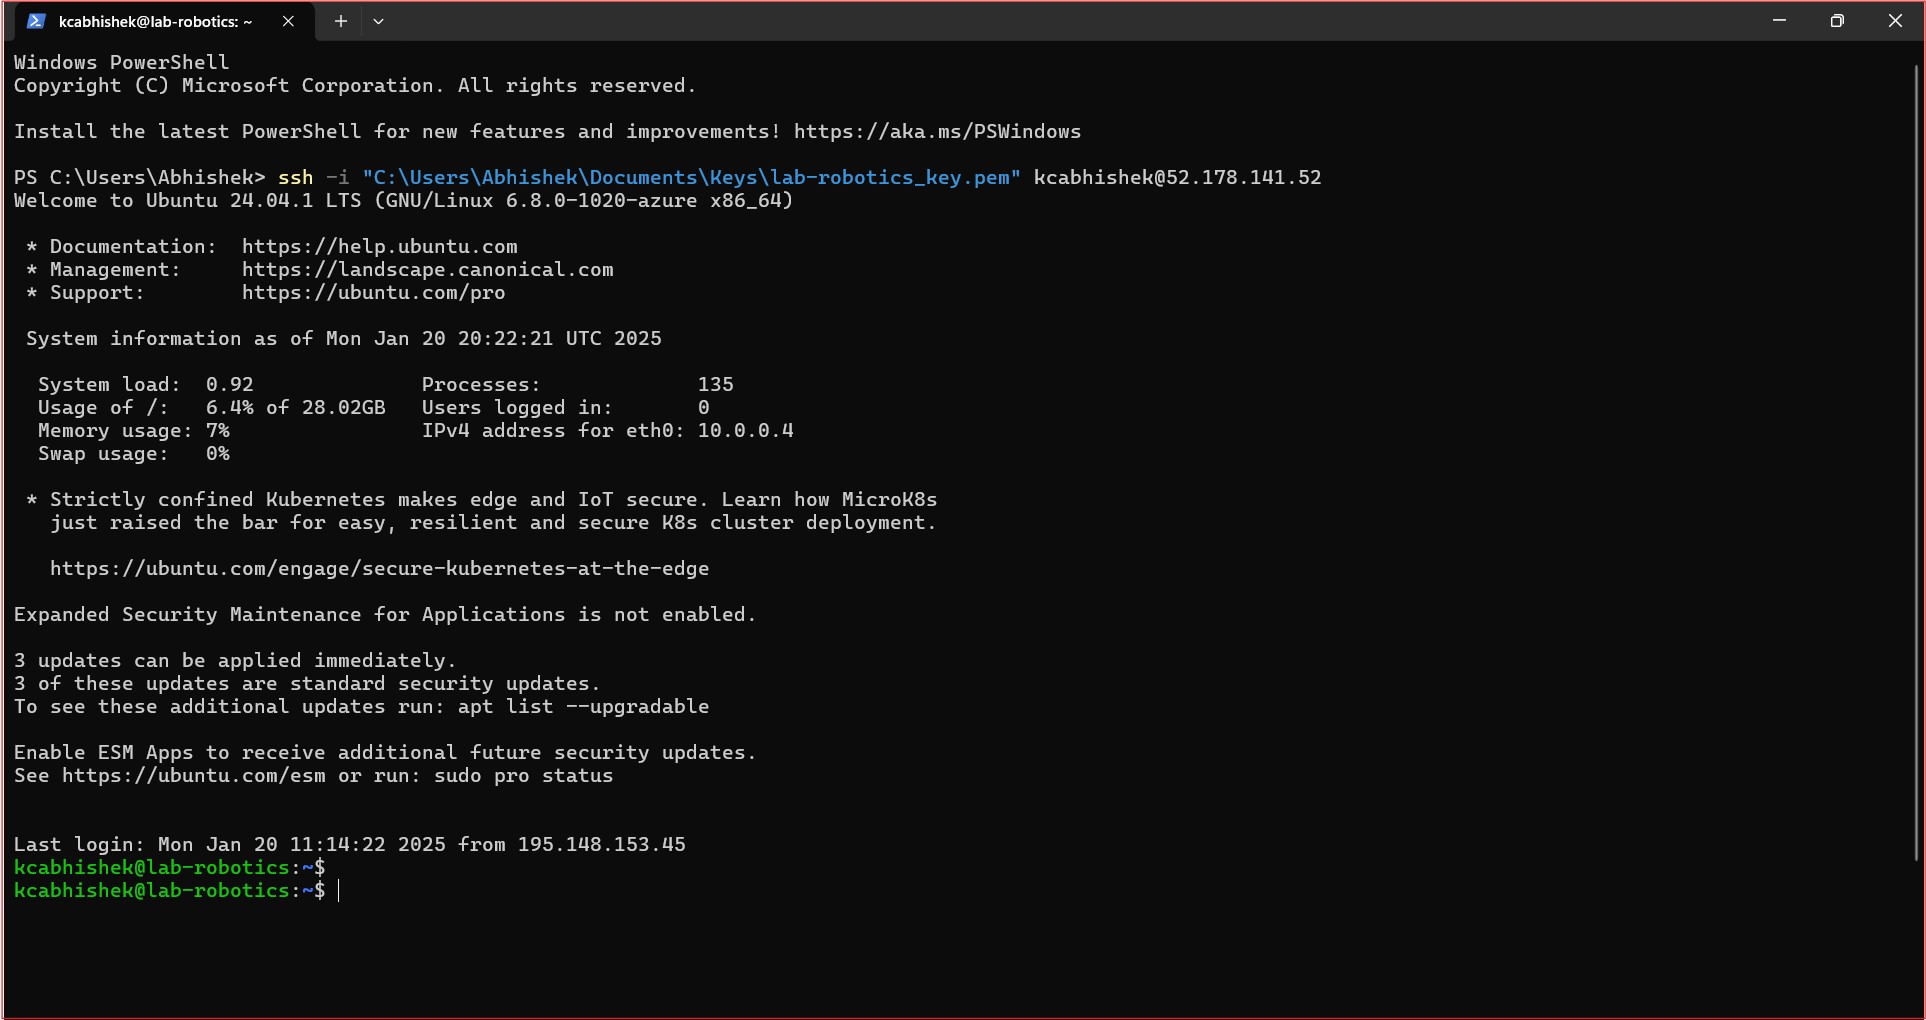 kcabhishek@lab-robotics: ~
Windows PowerShell
Copyright (C) Microsoft Corporation. All rights reserved.
Install the latest PowerShell for new features and improvements! https://aka.ms/PSWindows
PS C:\Users\Abhishek> ssh -i "C:\Users\Abhishek\Documents\Keys\lab-robotics_key.pem" kcabhishek@52.178.141.52
Welcome to Ubuntu 24.04.1 LTS (GNU/Linux 6.8.0-1020-azure x86_64)
* Documentation:  https://help.ubuntu.com
* Management:     https://landscape.canonical.com
* Support:        https://ubuntu.com/pro
System information as of Mon Jan 20 20:22:21 UTC 2025
System load:  0.92              Processes:             135
Usage of /:   6.4% of 28.02GB   Users logged in:       0
Memory usage: 7%                IPv4 address for eth0: 10.0.0.4
Swap usage:   0%
* Strictly confined Kubernetes makes edge and IoT secure. Learn how MicroK8s
just raised the bar for easy, resilient and secure K8s cluster deployment.
https://ubuntu.com/engage/secure-kubernetes-at-the-edge
Expanded Security Maintenance for Applications is not enabled.
3 updates can be applied immediately.
3 of these updates are standard security updates.
To see these additional updates run: apt list --upgradable
Enable ESM Apps to receive additional future security updates.
See https://ubuntu.com/esm or run: sudo pro status
Last login: Mon Jan 20 11:14:22 2025 from 195.148.153.45
kcabhishek@lab-robotics:~$
kcabhishek@lab-robotics:~$